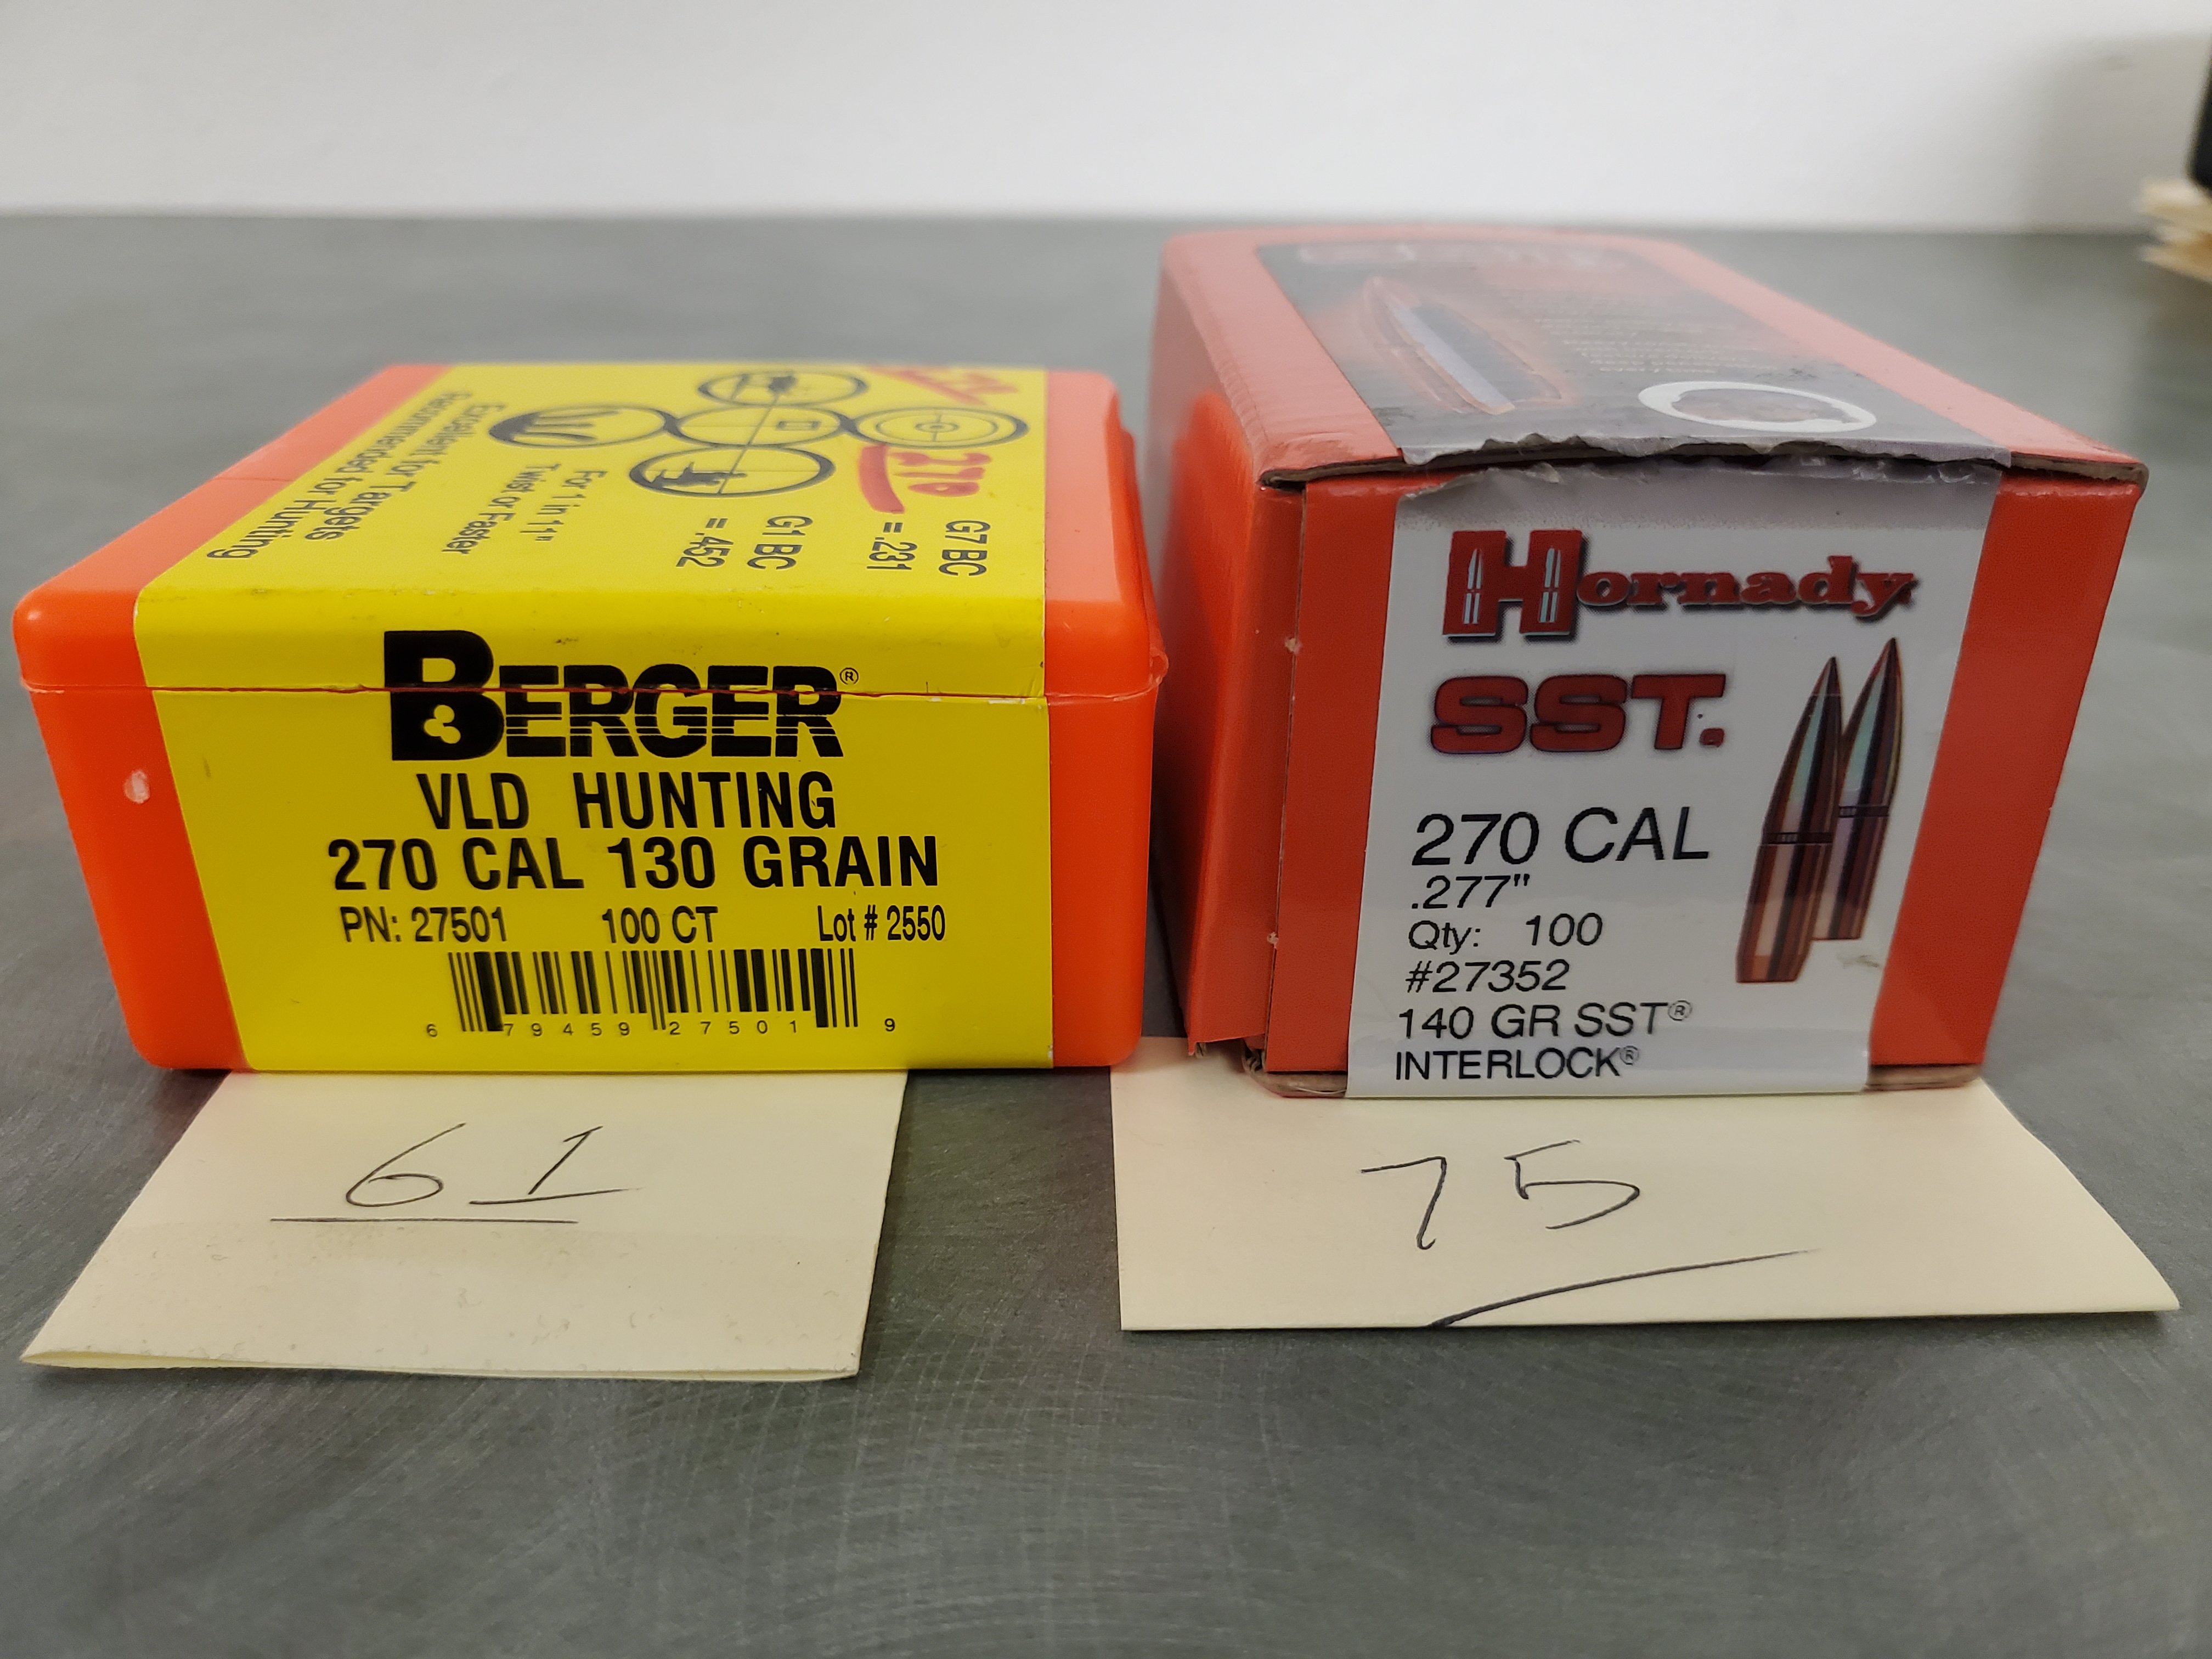 Excellent for Targets
Recommended for Hunting
For 1 in 11"
Twist or Faster
G7 BC
= .231
G1 BC
= .452
270
BERGER®
VLD HUNTING
270 CAL 130 GRAIN
PN: 27501 100 CT Lot # 2550
6 79459 27501 9
61
Hornady
SST.
270 CAL
.277"
Qty: 100
#27352
140 GR SST®
INTERLOCK®
75